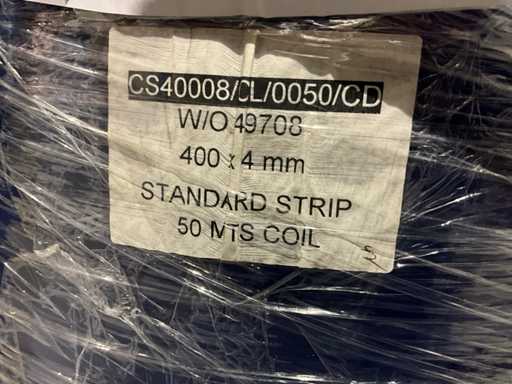 CS40008/CL/0050/CD
W/O 49708
400 x 4 mm
STANDARD STRIP
50 MTS COIL